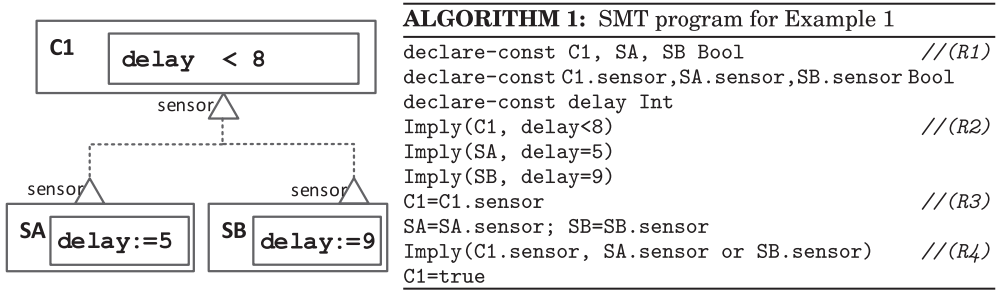 C1
delay < 8
sensor
sensor
sensor
SA
delay:=5
SB
delay:=9
ALGORITHM 1: SMT program for Example 1
declare-const C1, SA, SB Bool //(R1)
declare-const C1.sensor,SA.sensor,SB.sensor Bool
declare-const delay Int
Imply(C1, delay<8) //(R2)
Imply(SA, delay=5)
Imply(SB, delay=9)
C1=C1.sensor //(R3)
SA=SA.sensor; SB=SB.sensor
Imply(C1.sensor, SA.sensor or SB.sensor) //(R4)
C1=true